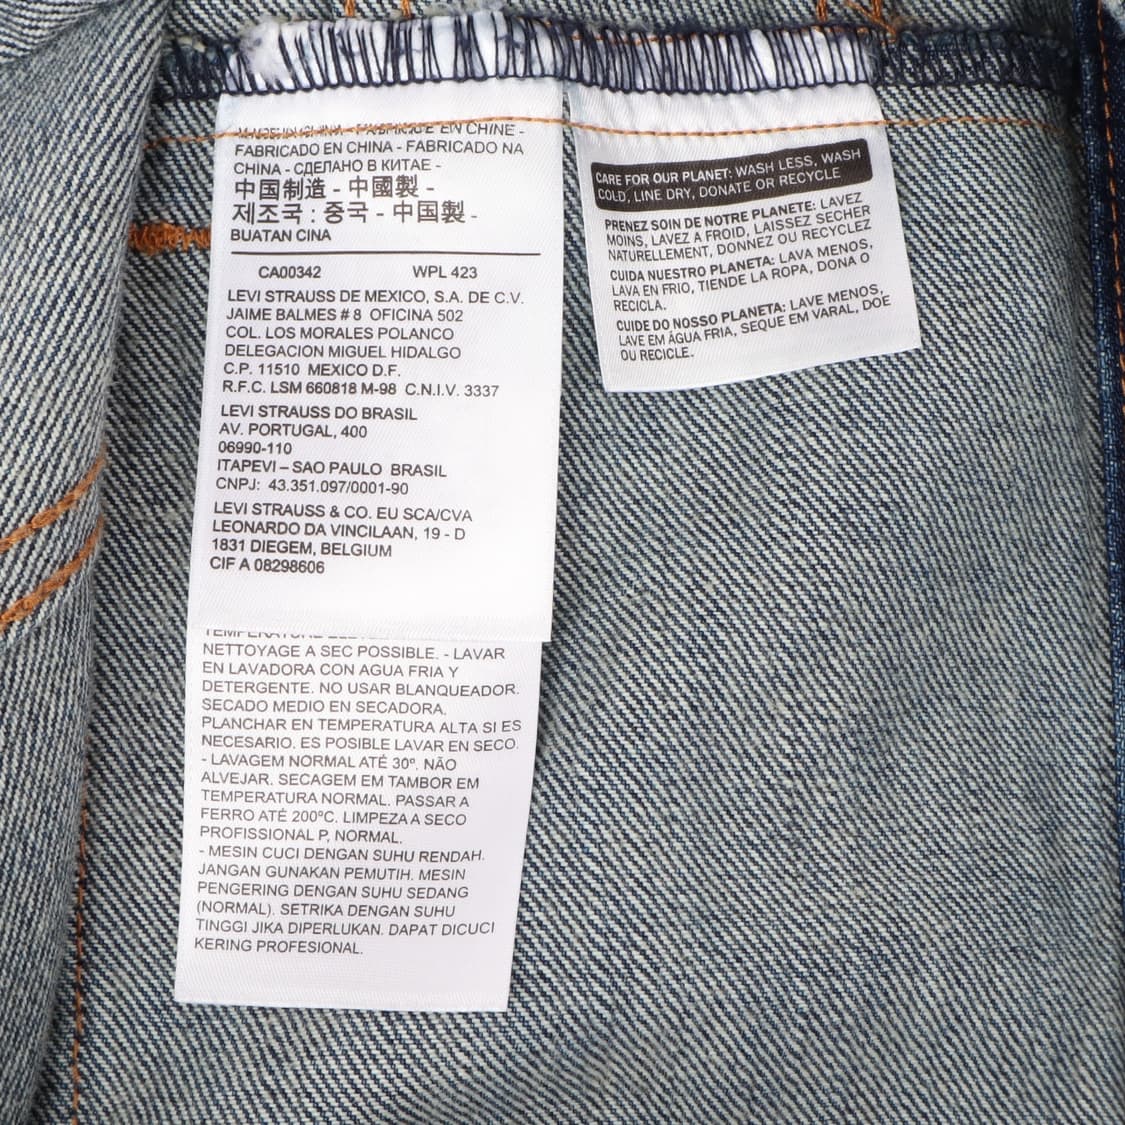 MADE IN CHINA - FABRIQUÉ EN CHINE -
FABRICADO EN CHINA - FABRICADO NA
CHINA - СДЕЛАНО В КИТАЕ -
中国制造 - 中國製 -
제조국 : 중국 - 中国製 -
BUATAN CINA
CA00342 WPL 423
LEVI STRAUSS DE MEXICO, S.A. DE C.V.
JAIME BALMES # 8 OFICINA 502
COL. LOS MORALES POLANCO
DELEGACION MIGUEL HIDALGO
C.P. 11510 MEXICO D.F.
R.F.C. LSM 660818 M-98 C.N.I.V. 3337
LEVI STRAUSS DO BRASIL
AV. PORTUGAL, 400
06990-110
ITAPEVI – SAO PAULO BRASIL
CNPJ: 43.351.097/0001-90
LEVI STRAUSS & CO. EU SCA/CVA
LEONARDO DA VINCILAAN, 19 - D
1831 DIEGEM, BELGIUM
CIF A 08298606
NETTOYAGE A SEC POSSIBLE. - LAVAR
EN LAVADORA CON AGUA FRIA Y
DETERGENTE. NO USAR BLANQUEADOR.
SECADO MEDIO EN SECADORA.
PLANCHAR EN TEMPERATURA ALTA SI ES
NECESARIO. ES POSIBLE LAVAR EN SECO.
- LAVAGEM NORMAL ATÉ 30º. NÃO
ALVEJAR. SECAGEM EM TAMBOR EM
TEMPERATURA NORMAL. PASSAR A
FERRO ATÉ 200ºC. LIMPEZA A SECO
PROFISSIONAL P, NORMAL.
- MESIN CUCI DENGAN SUHU RENDAH.
JANGAN GUNAKAN PEMUTIH. MESIN
PENGERING DENGAN SUHU SEDANG
(NORMAL). SETRIKA DENGAN SUHU
TINGGI JIKA DIPERLUKAN. DAPAT DICUCI
KERING PROFESIONAL.
CARE FOR OUR PLANET: WASH LESS, WASH
COLD, LINE DRY, DONATE OR RECYCLE
PRENEZ SOIN DE NOTRE PLANETE: LAVEZ
MOINS, LAVEZ A FROID, LAISSEZ SECHER
NATURELLEMENT, DONNEZ OU RECYCLEZ
CUIDA NUESTRO PLANETA: LAVA MENOS,
LAVA EN FRIO, TIENDE LA ROPA, DONA O
RECICLA.
CUIDE DO NOSSO PLANETA: LAVE MENOS,
LAVE EM ÁGUA FRIA, SEQUE EM VARAL, DOE
OU RECICLE.